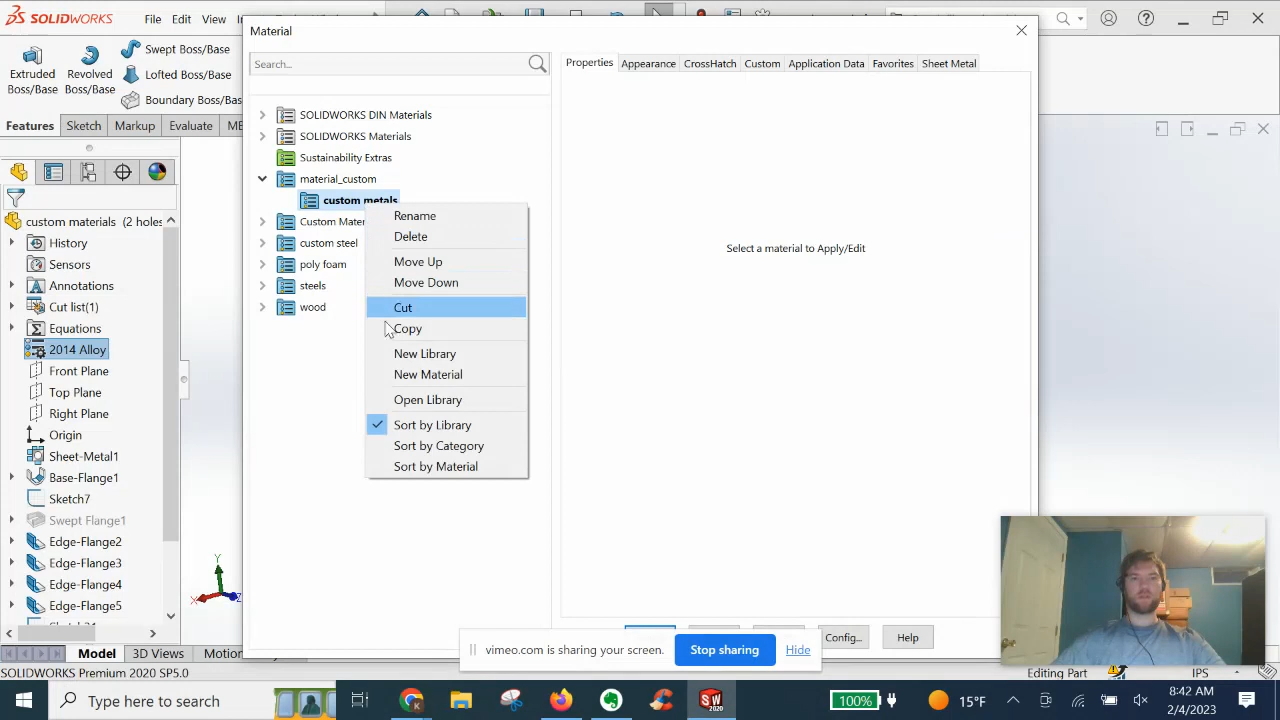 SOLIDWORKS
File
Edit
View
Search...
Material
Extruded
Boss/Base
Revolved
Boss/Base
Swept Boss/Base
Lofted Boss/Base
Boundary Boss/Bas
Features
Sketch
Markup
Evaluate
custom materials (2 holes
History
Sensors
Annotations
Cut list(1)
Equations
2014 Alloy
Front Plane
Top Plane
Right Plane
Origin
Sheet-Metal1
Base-Flange1
Sketch7
Swept Flange1
Edge-Flange2
Edge-Flange3
Edge-Flange4
Edge-Flange5
SOLIDWORKS DIN Materials
SOLIDWORKS Materials
Sustainability Extras
material_custom
custom metals
Custom Mater
custom steel
poly foam
steels
wood
Rename
Delete
Move Up
Move Down
Cut
Copy
New Library
New Material
Open Library
Sort by Library
Sort by Category
Sort by Material
Properties
Appearance
CrossHatch
Custom
Application Data
Favorites
Sheet Metal
Select a material to Apply/Edit
Config...
Help
Y
X
Z
vimeo.com is sharing your screen.
Stop sharing
Hide
Model
3D Views
Motion
SOLIDWORKS Premium 2020 SP5.0
Editing Part
IPS
Type here to search
SW
2020
100%
15°F
8:42 AM
2/4/2023